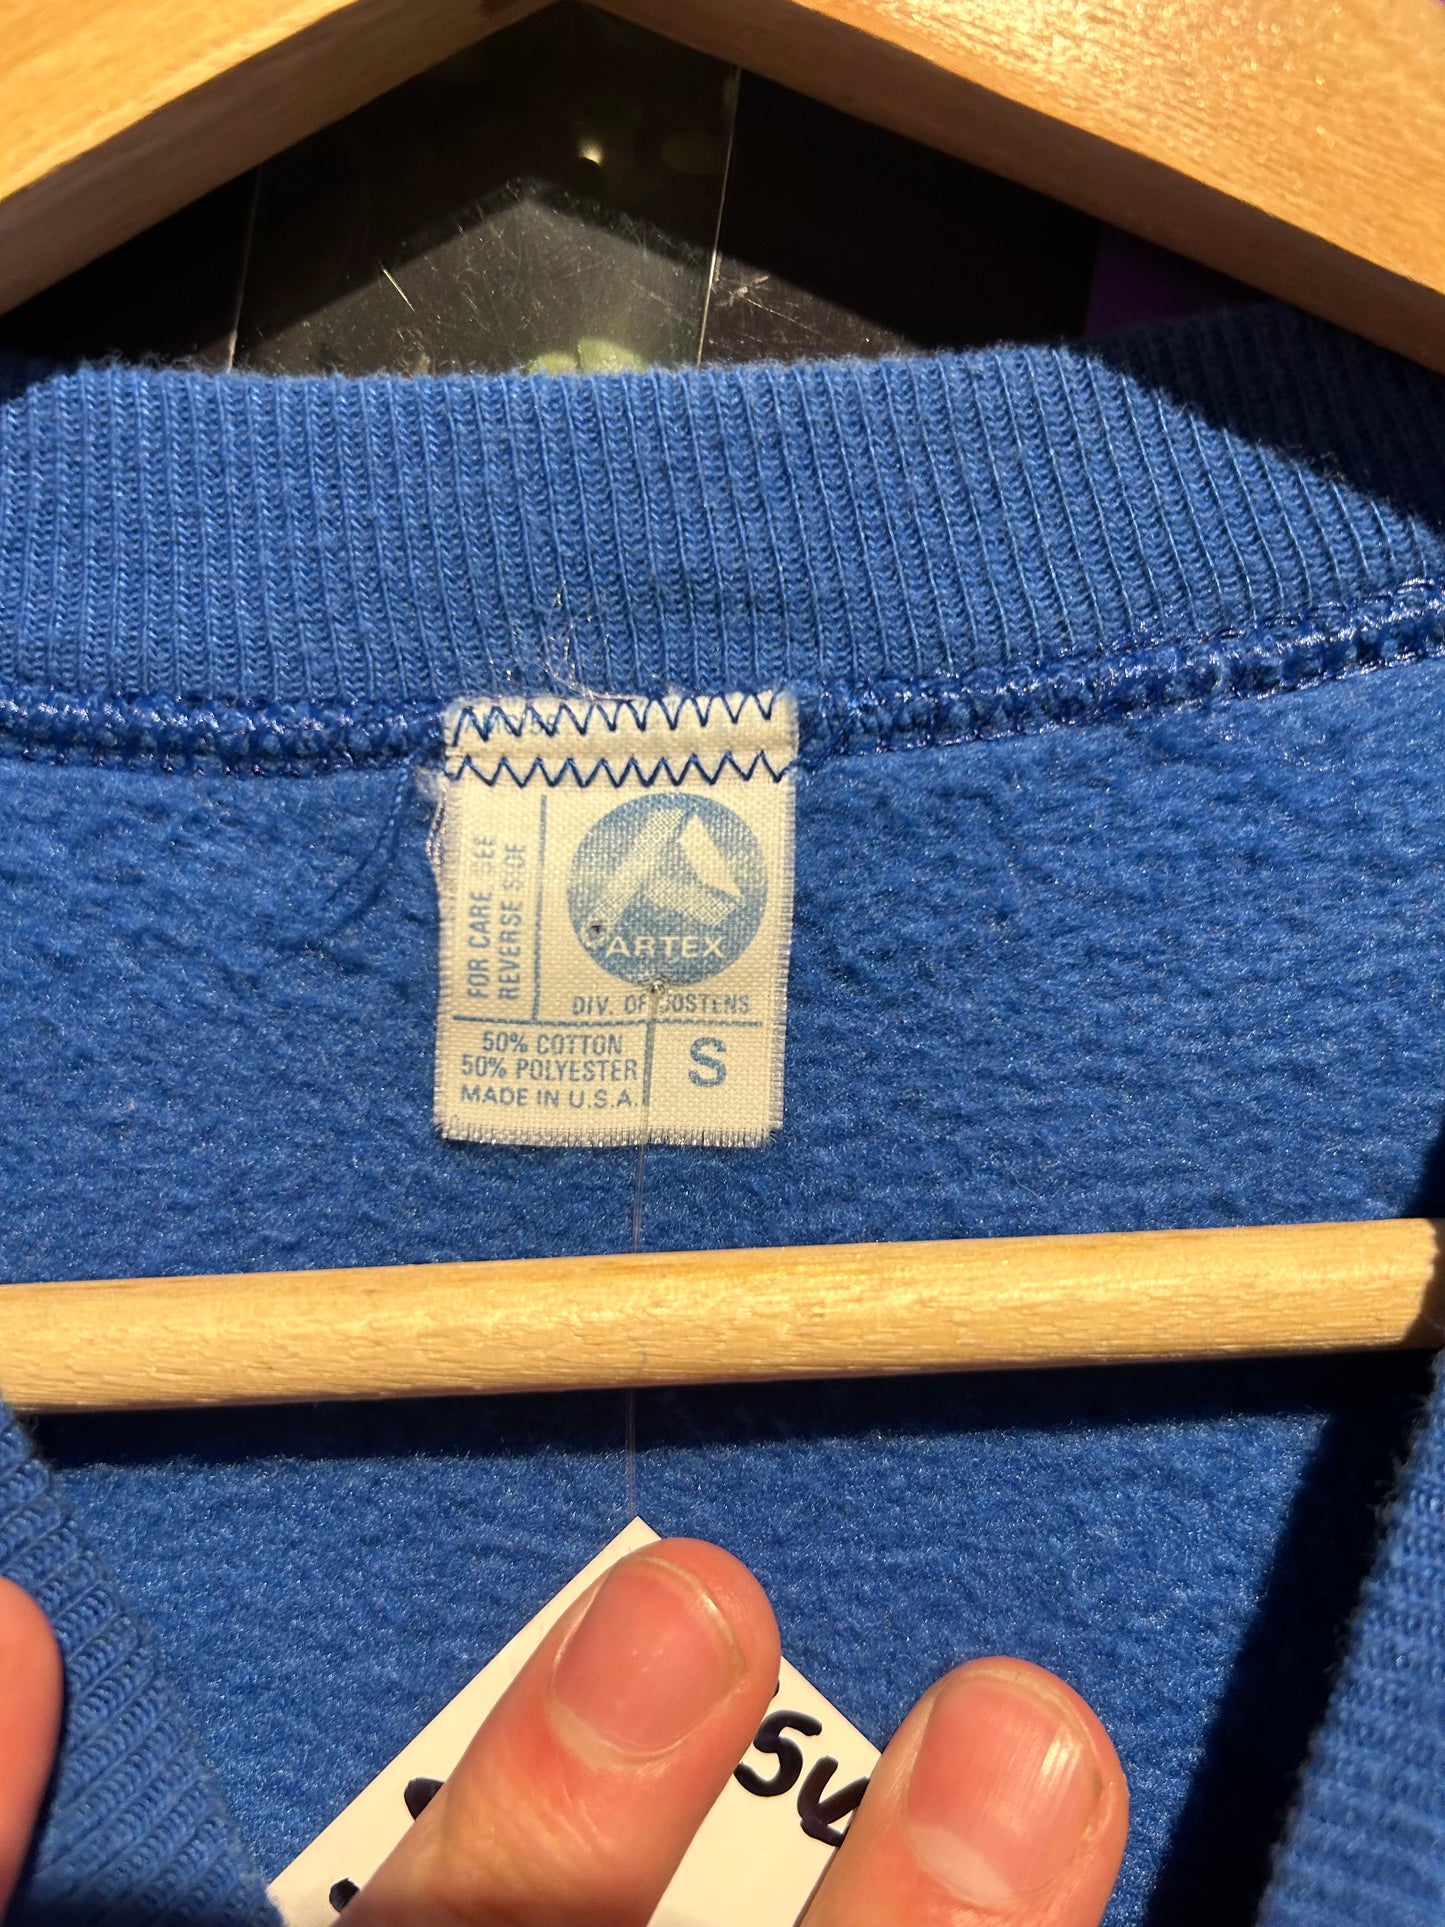 FOR CARE SEE
REVERSE SIDE
ARTEX
DIV. OF JOSTENS
50% COTTON
50% POLYESTER
MADE IN U.S.A.
S